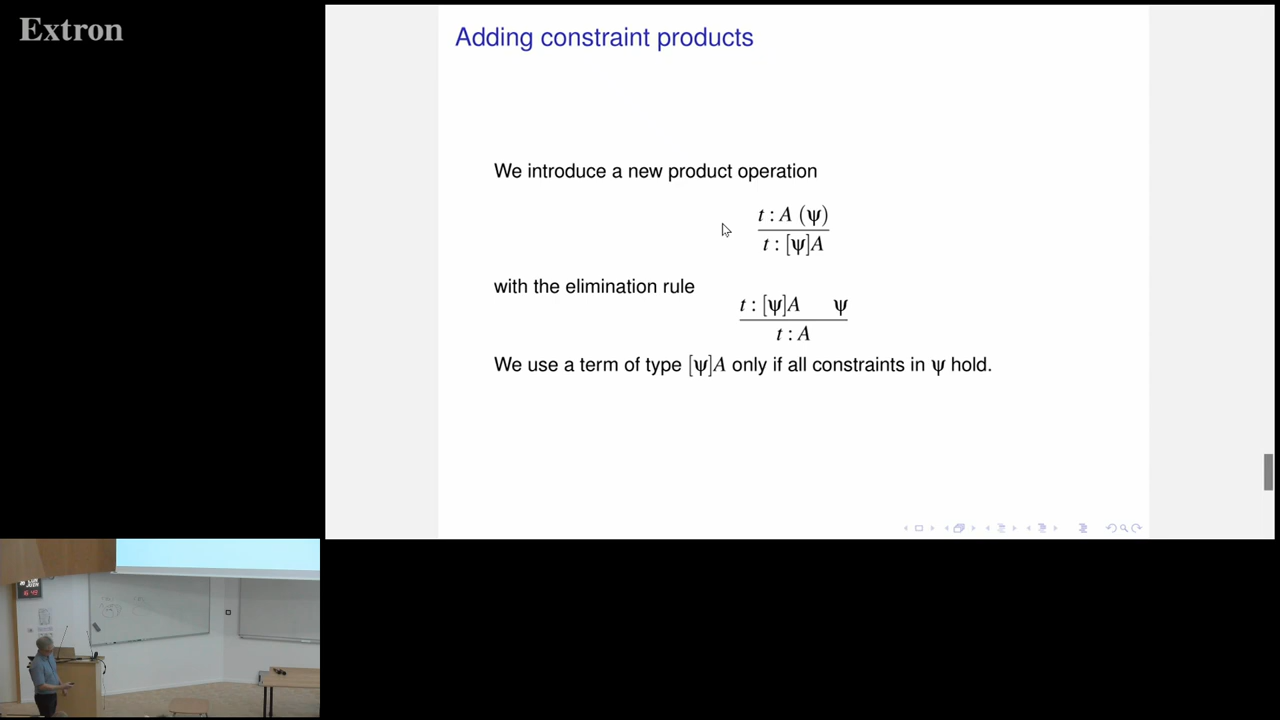 Extron
Adding constraint products
We introduce a new product operation
t : A (ψ)
t : [ψ]A
with the elimination rule
t : [ψ]A ψ
t : A
We use a term of type [ψ]A only if all constraints in ψ hold.